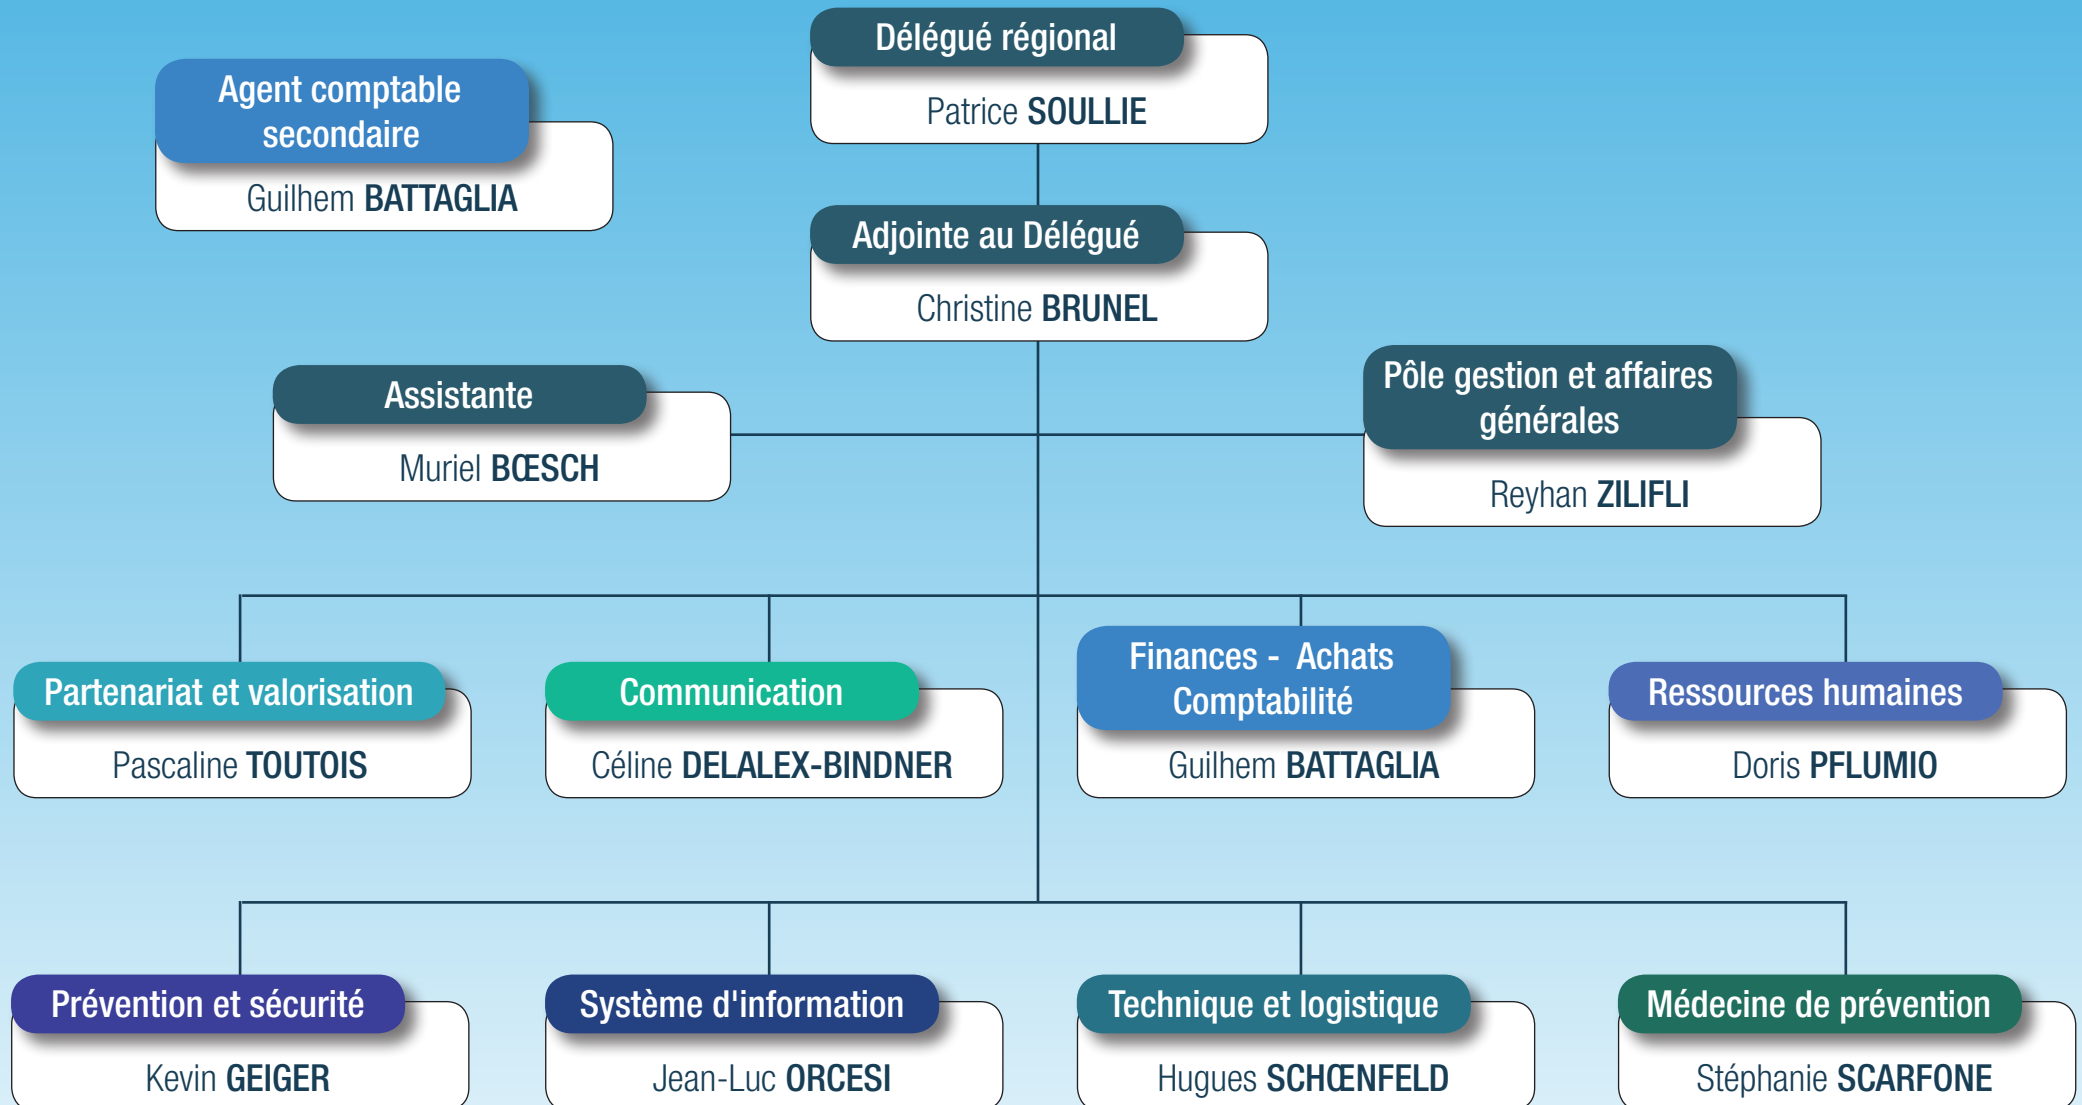 Délégué régional
Patrice SOULLIE
Agent comptable
secondaire
Guilhem BATTAGLIA
Adjointe au Délégué
Christine BRUNEL
Assistante
Muriel BŒSCH
Pôle gestion et affaires
générales
Reyhan ZILIFLI
Partenariat et valorisation
Pascaline TOUTOIS
Communication
Céline DELALEX-BINDNER
Finances - Achats
Comptabilité
Guilhem BATTAGLIA
Ressources humaines
Doris PFLUMIO
Prévention et sécurité
Kevin GEIGER
Système d'information
Jean-Luc ORCESI
Technique et logistique
Hugues SCHŒNFELD
Médecine de prévention
Stéphanie SCARFONE